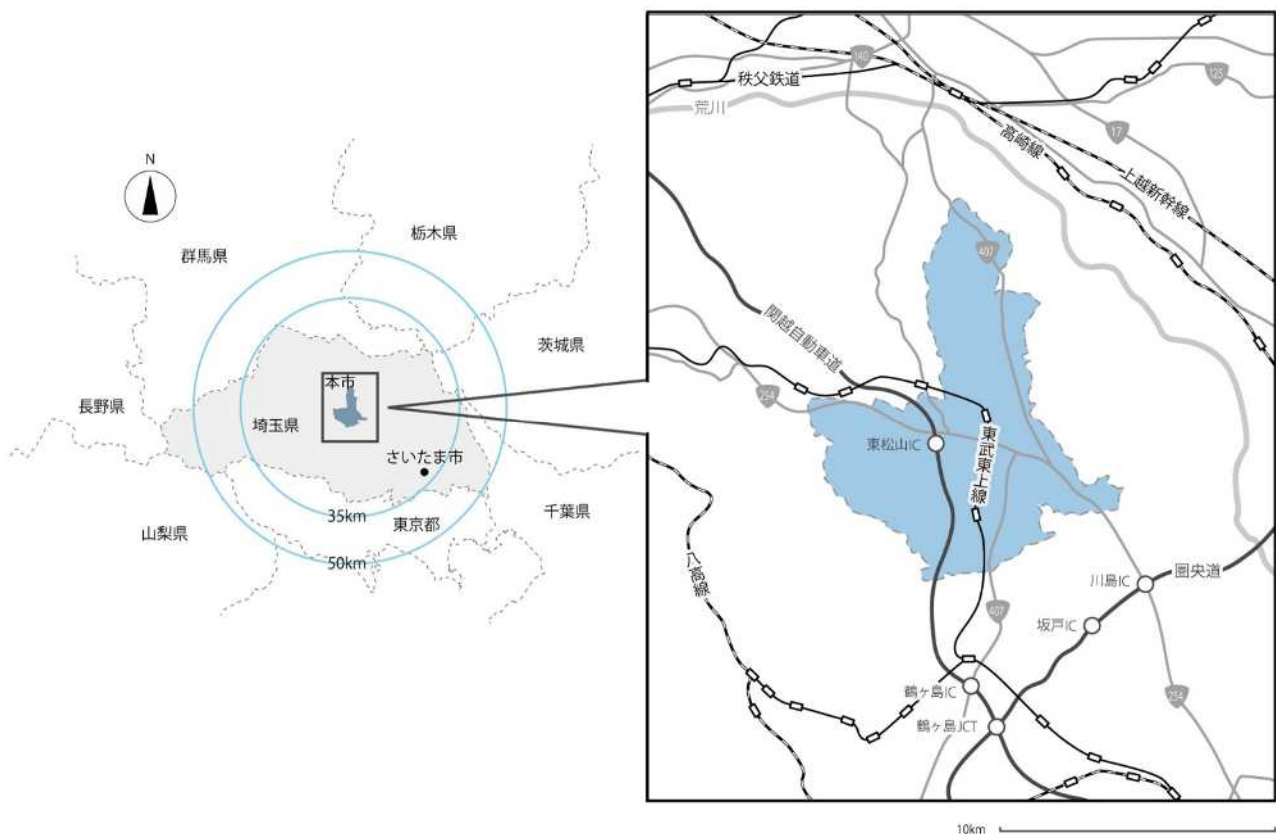 N
群馬県
栃木県
茨城県
長野県
本市
埼玉県
さいたま市
35km
東京都
千葉県
山梨県
50km
140
秩父鉄道
125
荒川
17
高崎線
上越新幹線
407
関越自動車道
254
東松山IC
東武東上線
八高線
川島IC
圏央道
407
坂戸IC
鶴ヶ島IC
254
鶴ヶ島JCT
10km